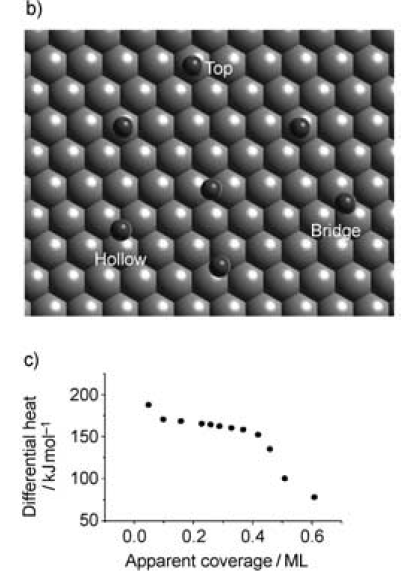 b)
Top
Bridge
Hollow
c)
200
150
100
50
Differential heat
/ kJ mol⁻¹
0.0 0.2 0.4 0.6
Apparent coverage / ML